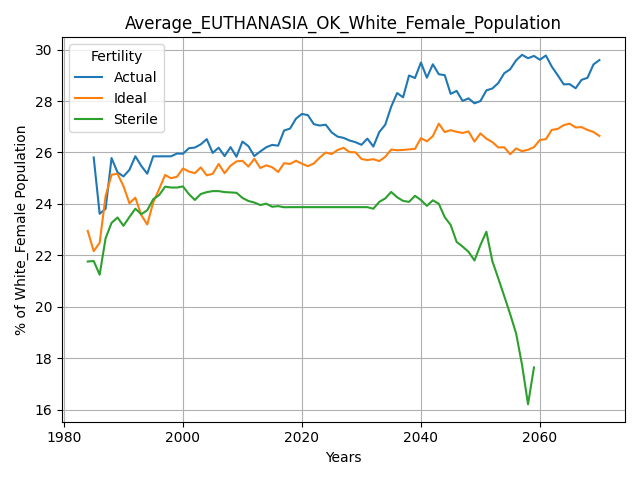 Average_EUTHANASIA_OK_White_Female_Population
Fertility
Actual
Ideal
Sterile
% of White_Female Population
30
28
26
24
22
20
18
16
1980 2000 2020 2040 2060
Years